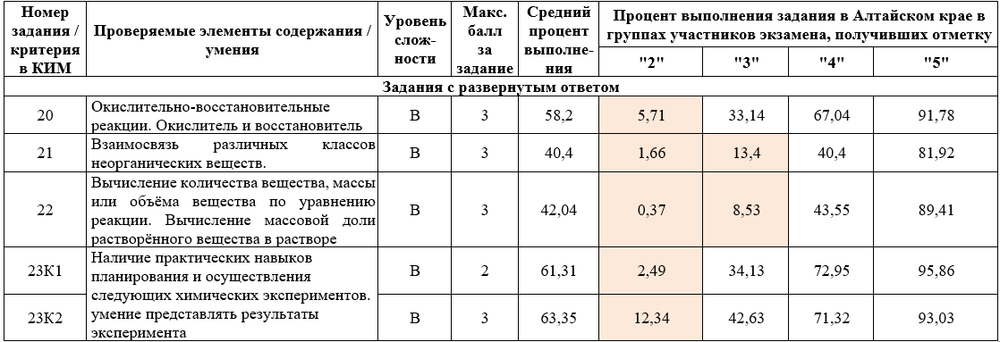 Номер задания / критерия в КИМ | Проверяемые элементы содержания / умения | Уровень слож-ности | Макс. балл за задание | Средний процент выполне-ния | Процент выполнения задания в Алтайском крае в группах участников экзамена, получивших отметку
"2" | "3" | "4" | "5"
Задания с развернутым ответом
20 | Окислительно-восстановительные реакции. Окислитель и восстановитель | В | 3 | 58,2 | 5,71 | 33,14 | 67,04 | 91,78
21 | Взаимосвязь различных классов неорганических веществ. | В | 3 | 40,4 | 1,66 | 13,4 | 40,4 | 81,92
22 | Вычисление количества вещества, массы или объёма вещества по уравнению реакции. Вычисление массовой доли растворённого вещества в растворе | В | 3 | 42,04 | 0,37 | 8,53 | 43,55 | 89,41
23К1 | Наличие практических навыков планирования и осуществления следующих химических экспериментов. умение представлять результаты эксперимента | В | 2 | 61,31 | 2,49 | 34,13 | 72,95 | 95,86
23К2 | В | 3 | 63,35 | 12,34 | 42,63 | 71,32 | 93,03